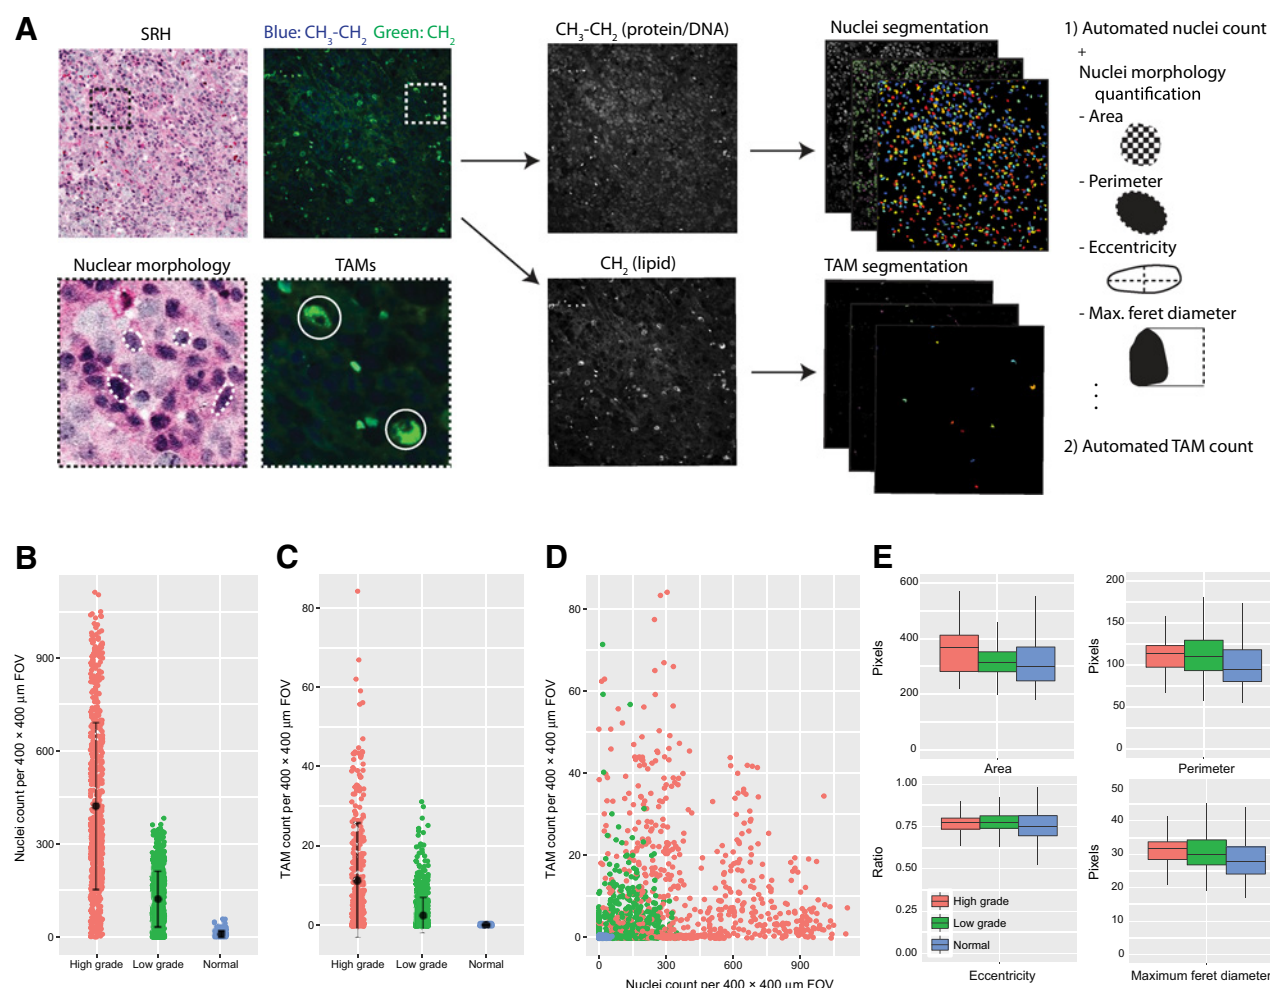 A
SRH
Blue: CH3-CH2 Green: CH2
CH3-CH2 (protein/DNA)
Nuclei segmentation
1) Automated nuclei count
+
Nuclei morphology
quantification
- Area
- Perimeter
- Eccentricity
- Max. feret diameter
Nuclear morphology
TAMs
CH2 (lipid)
TAM segmentation
2) Automated TAM count
B
Nuclei count per 400 × 400 μm FOV
900
600
300
0
High grade
Low grade
Normal
C
TAM count per 400 × 400 μm FOV
80
60
40
20
0
High grade
Low grade
Normal
D
TAM count per 400 × 400 μm FOV
80
60
40
20
0
0
300
600
900
Nuclei count per 400 × 400 μm FOV
E
Pixels
600
400
200
0
Area
Pixels
200
150
100
50
0
Perimeter
Ratio
1.00
0.75
0.50
0.25
0.00
High grade
Low grade
Normal
Eccentricity
Pixels
50
40
30
20
10
0
Maximum feret diameter